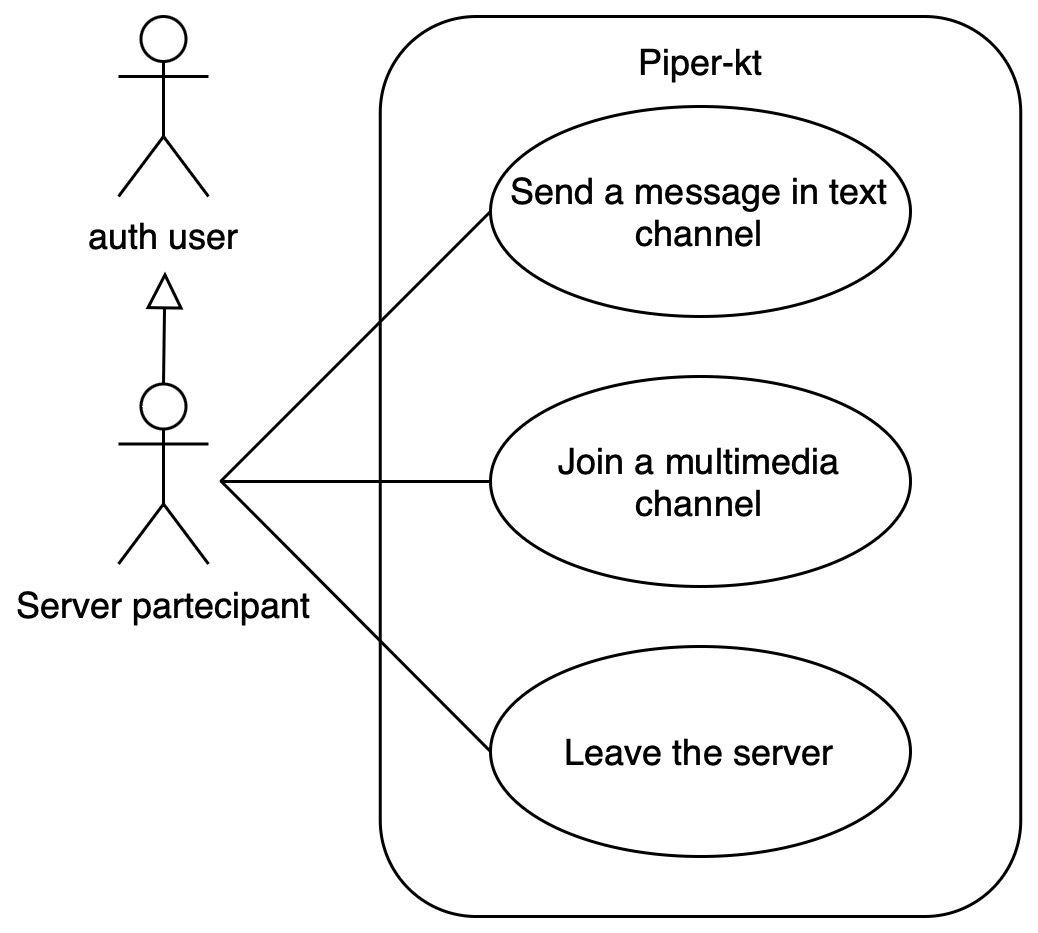 Piper-kt
Send a message in text
channel
auth user
Join a multimedia
channel
Server partecipant
Leave the server